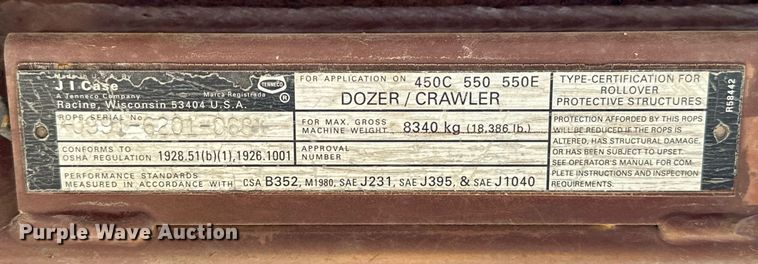 Made in U.S.A. By
J I Case
A Tenneco Company
Racine, Wisconsin 53404 U.S.A.
TENNECO
Marca Registrada
®
ROPS SERIAL No.
CONFORMS TO
OSHA REGULATION 1928.51(b)(1),1926.1001
PERFORMANCE STANDARDS
MEASURED IN ACCORDANCE WITH CSA B352, M1980, SAE J231, SAE J395, & SAE J1040
FOR APPLICATION ON 450C 550 550E
DOZER / CRAWLER
FOR MAX. GROSS
MACHINE WEIGHT 8340 kg (18,386 lb.)
APPROVAL
NUMBER
TYPE-CERTIFICATION FOR
ROLLOVER
PROTECTIVE STRUCTURES
PROTECTION AFFORDED BY THIS ROPS
WILL BE REDUCED IF THE ROPS IS
ALTERED, HAS STRUCTURAL DAMAGE,
OR HAS BEEN SUBJECT TO UPSET.
SEE OPERATOR'S MANUAL FOR COM-
PLETE INSTRUCTIONS AND INSPECTION
REQUIREMENTS.
R58442
Purple Wave Auction